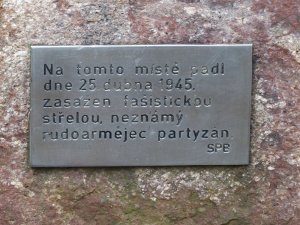 Na tomto místě padl
dne 25 dubna 1945,
zasažen fašistickou
střelou, neznámý
rudoarmějec partyzán.
SPB